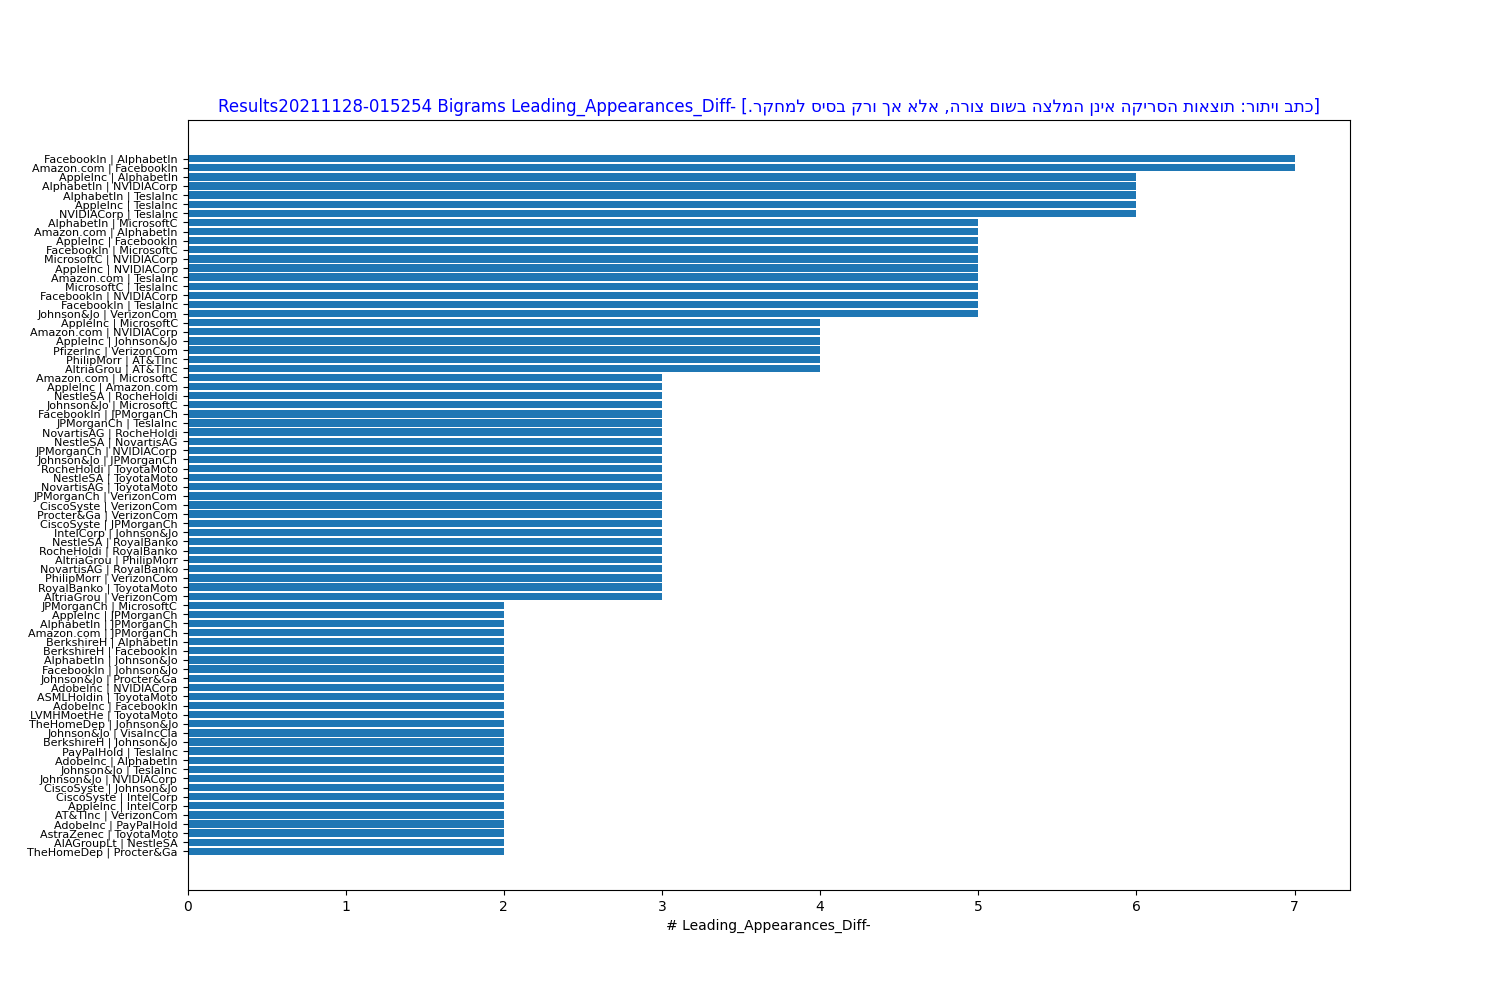 Results20211128-015254 Bigrams Leading_Appearances_Diff- [כתב ויתור: תוצאות הסריקה אינן המלצה בשום צורה, אלא אך ורק בסיס למחקר.]
FacebookIn | AlphabetIn
Amazon.com | FacebookIn
AppleInc | AlphabetIn
AlphabetIn | NVIDIACorp
AlphabetIn | TeslaInc
AppleInc | TeslaInc
NVIDIACorp | TeslaInc
AlphabetIn | MicrosoftC
Amazon.com | AlphabetIn
AppleInc | FacebookIn
FacebookIn | MicrosoftC
MicrosoftC | NVIDIACorp
AppleInc | NVIDIACorp
Amazon.com | TeslaInc
MicrosoftC | TeslaInc
FacebookIn | NVIDIACorp
FacebookIn | TeslaInc
Johnson&Jo | VerizonCom
AppleInc | MicrosoftC
Amazon.com | NVIDIACorp
AppleInc | Johnson&Jo
PfizerInc | VerizonCom
PhilipMorr | AT&TInc
AltriaGrou | AT&TInc
Amazon.com | MicrosoftC
AppleInc | Amazon.com
NestleSA | RocheHoldi
Johnson&Jo | MicrosoftC
FacebookIn | JPMorganCh
JPMorganCh | TeslaInc
NovartisAG | RocheHoldi
NestleSA | NovartisAG
JPMorganCh | NVIDIACorp
Johnson&Jo | JPMorganCh
RocheHoldi | ToyotaMoto
NestleSA | ToyotaMoto
NovartisAG | ToyotaMoto
JPMorganCh | VerizonCom
CiscoSyste | VerizonCom
Procter&Ga | VerizonCom
CiscoSyste | JPMorganCh
IntelCorp | Johnson&Jo
NestleSA | RoyalBanko
RocheHoldi | RoyalBanko
AltriaGrou | PhilipMorr
NovartisAG | RoyalBanko
PhilipMorr | VerizonCom
RoyalBanko | ToyotaMoto
AltriaGrou | VerizonCom
JPMorganCh | MicrosoftC
AppleInc | JPMorganCh
AlphabetIn | JPMorganCh
Amazon.com | JPMorganCh
BerkshireH | AlphabetIn
BerkshireH | FacebookIn
AlphabetIn | Johnson&Jo
FacebookIn | Johnson&Jo
Johnson&Jo | Procter&Ga
AdobeInc | NVIDIACorp
ASMLHoldin | ToyotaMoto
AdobeInc | FacebookIn
LVMHMoetHe | ToyotaMoto
TheHomeDep | Johnson&Jo
Johnson&Jo | VisaIncCla
BerkshireH | Johnson&Jo
PayPalHold | TeslaInc
AdobeInc | AlphabetIn
Johnson&Jo | TeslaInc
Johnson&Jo | NVIDIACorp
CiscoSyste | Johnson&Jo
CiscoSyste | IntelCorp
AppleInc | IntelCorp
AT&TInc | VerizonCom
AdobeInc | PayPalHold
AstraZenec | ToyotaMoto
AIAGroupLt | NestleSA
TheHomeDep | Procter&Ga
0 1 2 3 4 5 6 7
# Leading_Appearances_Diff-